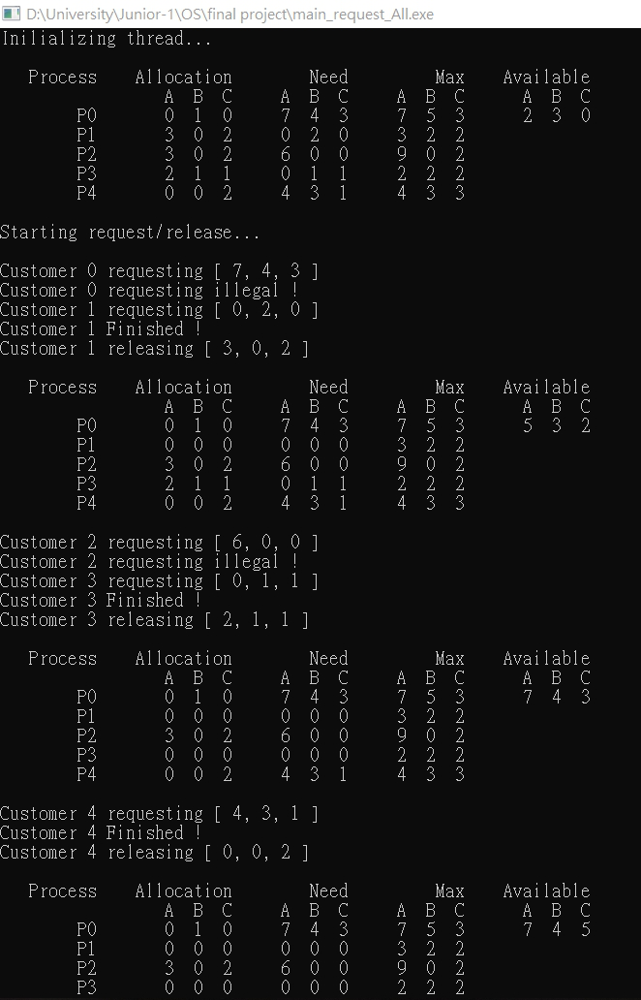 D:\University\Junior-1\OS\final project\main_request_All.exe
Inilializing thread...
Process Allocation Need Max Available
A B C A B C A B C A B C
P0 0 1 0 7 4 3 7 5 3 2 3 0
P1 3 0 2 0 2 0 3 2 2
P2 3 0 2 6 0 0 9 0 2
P3 2 1 1 0 1 1 2 2 2
P4 0 0 2 4 3 1 4 3 3
Starting request/release...
Customer 0 requesting [ 7, 4, 3 ]
Customer 0 requesting illegal !
Customer 1 requesting [ 0, 2, 0 ]
Customer 1 Finished !
Customer 1 releasing [ 3, 0, 2 ]
Process Allocation Need Max Available
A B C A B C A B C A B C
P0 0 1 0 7 4 3 7 5 3 5 3 2
P1 0 0 0 0 0 0 3 2 2
P2 3 0 2 6 0 0 9 0 2
P3 2 1 1 0 1 1 2 2 2
P4 0 0 2 4 3 1 4 3 3
Customer 2 requesting [ 6, 0, 0 ]
Customer 2 requesting illegal !
Customer 3 requesting [ 0, 1, 1 ]
Customer 3 Finished !
Customer 3 releasing [ 2, 1, 1 ]
Process Allocation Need Max Available
A B C A B C A B C A B C
P0 0 1 0 7 4 3 7 5 3 7 4 3
P1 0 0 0 0 0 0 3 2 2
P2 3 0 2 6 0 0 9 0 2
P3 0 0 0 0 0 0 2 2 2
P4 0 0 2 4 3 1 4 3 3
Customer 4 requesting [ 4, 3, 1 ]
Customer 4 Finished !
Customer 4 releasing [ 0, 0, 2 ]
Process Allocation Need Max Available
A B C A B C A B C A B C
P0 0 1 0 7 4 3 7 5 3 7 4 5
P1 0 0 0 0 0 0 3 2 2
P2 3 0 2 6 0 0 9 0 2
P3 0 0 0 0 0 0 2 2 2